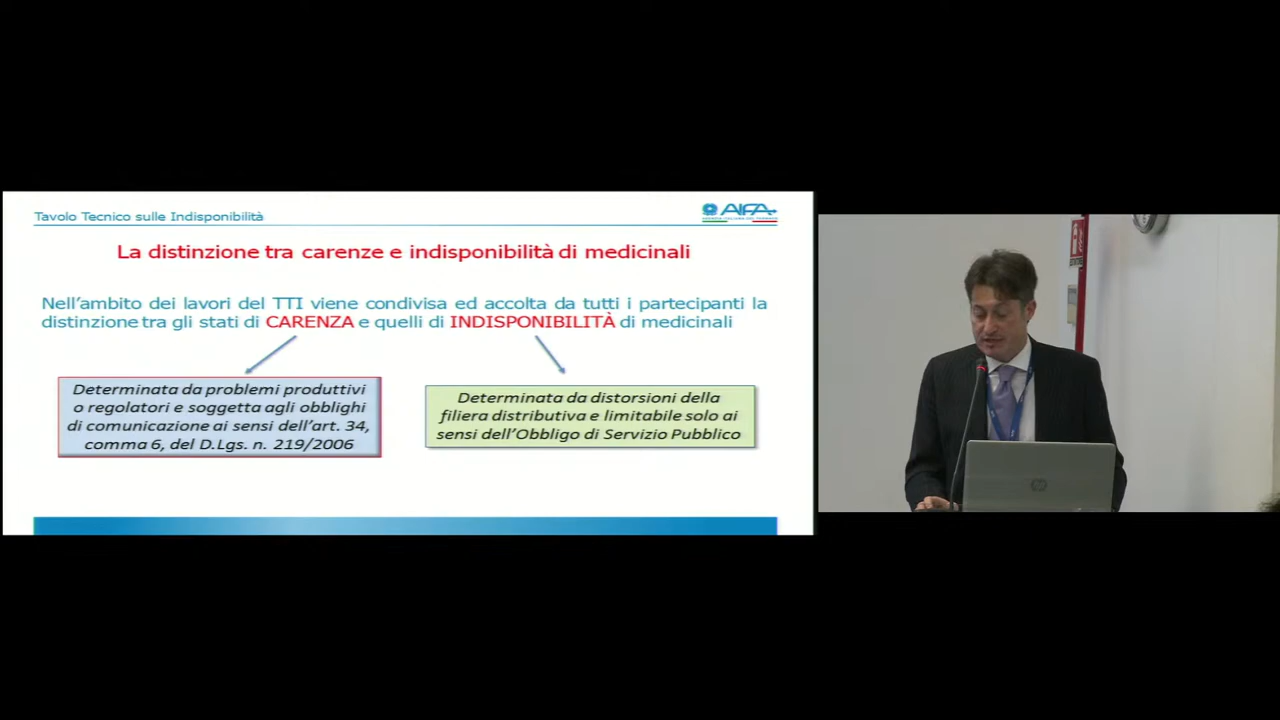 Tavolo Tecnico sulle Indisponibilità
AIFA
La distinzione tra carenze e indisponibilità di medicinali
Nell'ambito dei lavori del TTI viene condivisa ed accolta da tutti i partecipanti la
distinzione tra gli stati di CARENZA e quelli di INDISPONIBILITÀ di medicinali
Determinata da problemi produttivi
o regolatori e soggetta agli obblighi
di comunicazione ai sensi dell'art. 34,
comma 6, del D.Lgs. n. 219/2006
Determinata da distorsioni della
filiera distributiva e limitabile solo ai
sensi dell'Obbligo di Servizio Pubblico
hp